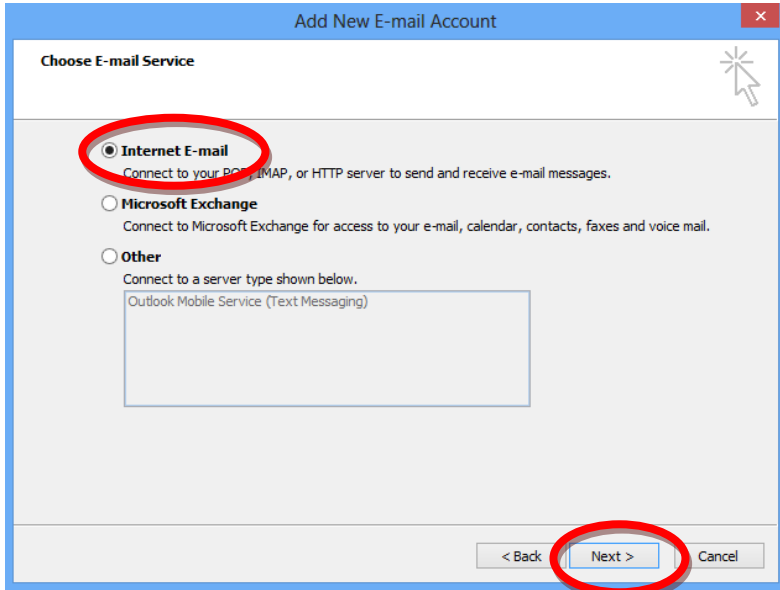 Add New E-mail Account
×
Choose E-mail Service
Internet E-mail
Connect to your POP, IMAP, or HTTP server to send and receive e-mail messages.
Microsoft Exchange
Connect to Microsoft Exchange for access to your e-mail, calendar, contacts, faxes and voice mail.
Other
Connect to a server type shown below.
Outlook Mobile Service (Text Messaging)
< Back
Next >
Cancel